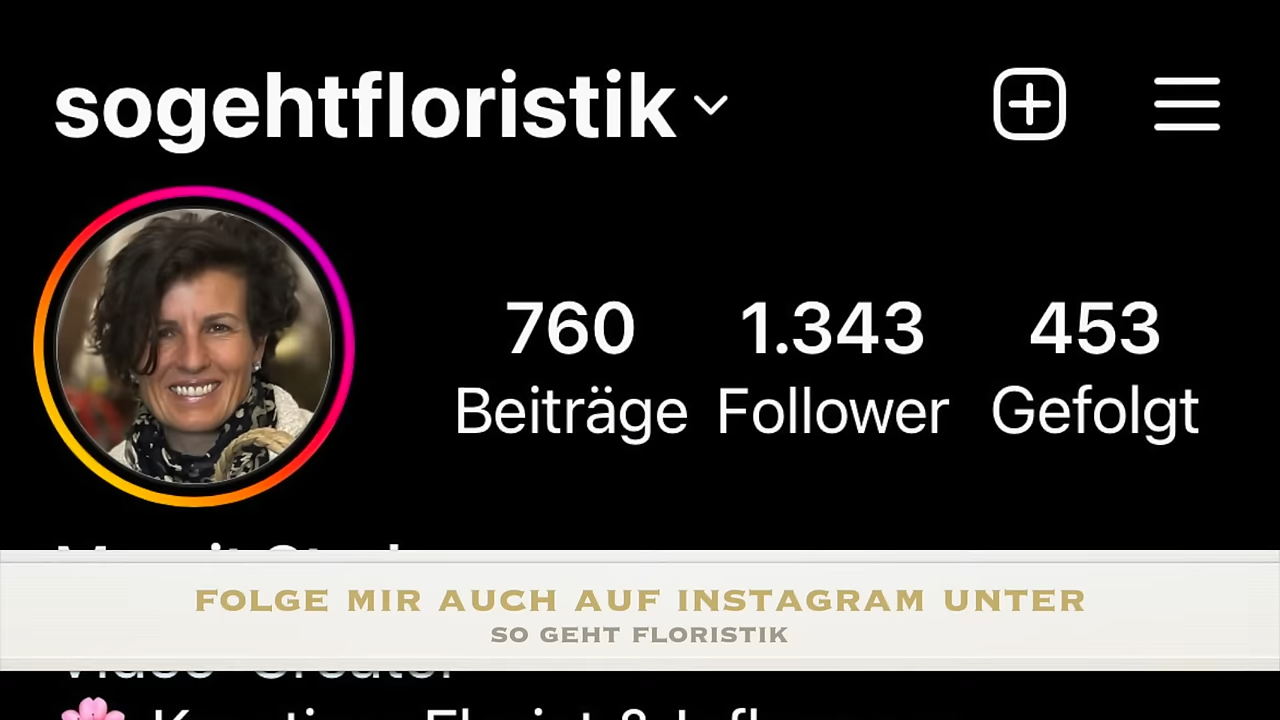 sogehtfloristik
760 1.343 453
Beiträge Follower Gefolgt
FOLGE MIR AUCH AUF INSTAGRAM UNTER
SO GEHT FLORISTIK